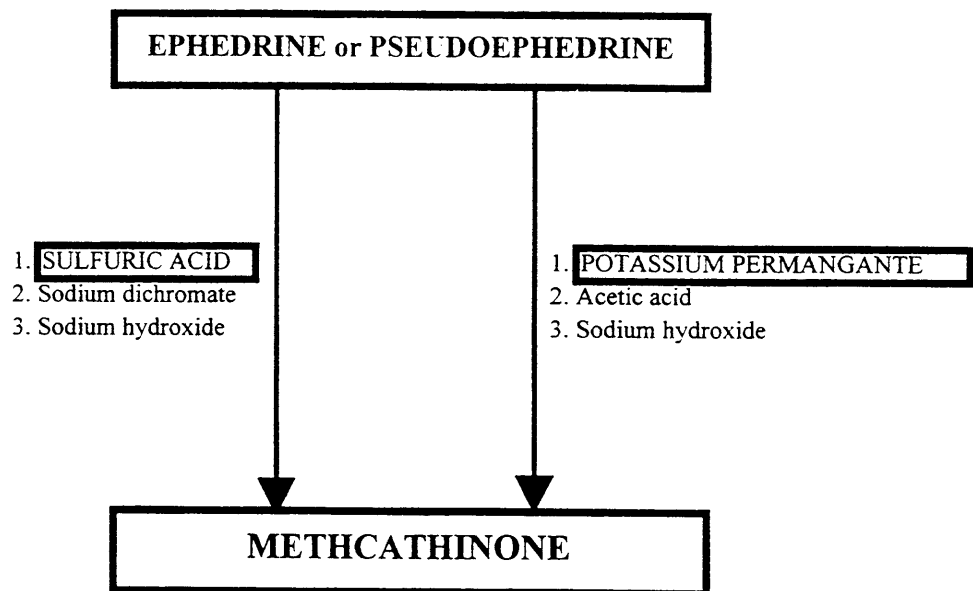 EPHEDRINE or PSEUDOEPHEDRINE
1. SULFURIC ACID
2. Sodium dichromate
3. Sodium hydroxide
1. POTASSIUM PERMANGANTE
2. Acetic acid
3. Sodium hydroxide
METHCATHINONE